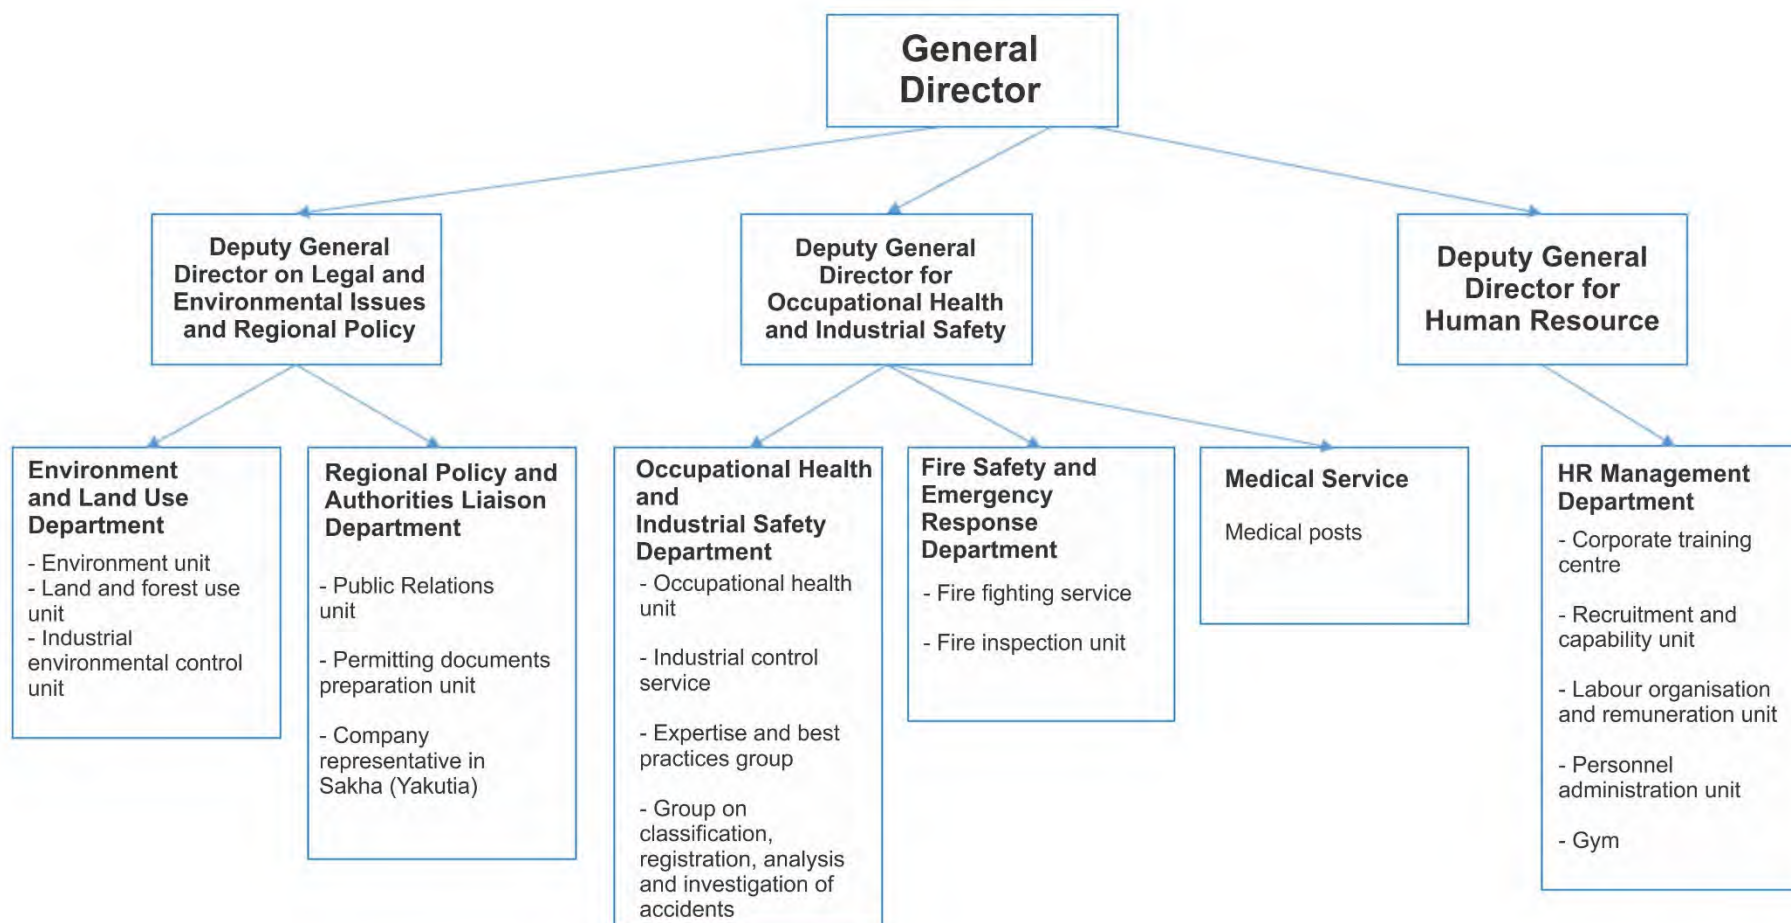 General
Director
Deputy General
Director on Legal and
Environmental Issues
and Regional Policy
Deputy General
Director for
Occupational Health
and Industrial Safety
Deputy General
Director for
Human Resource
Environment
and Land Use
Department
- Environment unit
- Land and forest use
unit
- Industrial
environmental control
unit
Regional Policy and
Authorities Liaison
Department
- Public Relations
unit
- Permitting documents
preparation unit
- Company
representative in
Sakha (Yakutia)
Occupational Health
and
Industrial Safety
Department
- Occupational health
unit
- Industrial control
service
- Expertise and best
practices group
- Group on
classification,
registration, analysis
and investigation of
accidents
Fire Safety and
Emergency
Response
Department
- Fire fighting service
- Fire inspection unit
Medical Service
Medical posts
HR Management
Department
- Corporate training
centre
- Recruitment and
capability unit
- Labour organisation
and remuneration unit
- Personnel
administration unit
- Gym